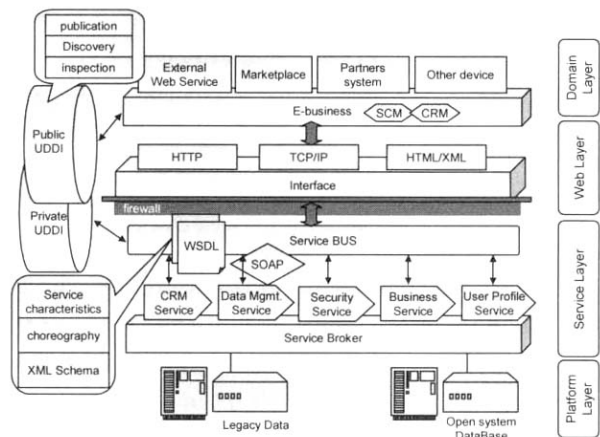 publication
Discovery
inspection
External
Web Service
Marketplace
Partners
system
Other device
Domain
Layer
E-business
SCM
CRM
Public
UDDI
HTTP
TCP/IP
HTML/XML
Interface
Web Layer
Private
UDDI
firewall
WSDL
Service BUS
SOAP
Service
characteristics
choreography
XML Schema
CRM
Service
Data Mgmt.
Service
Security
Service
Business
Service
User Profile
Service
Service Broker
Service Layer
Legacy Data
Open system
DataBase
Platform
Layer